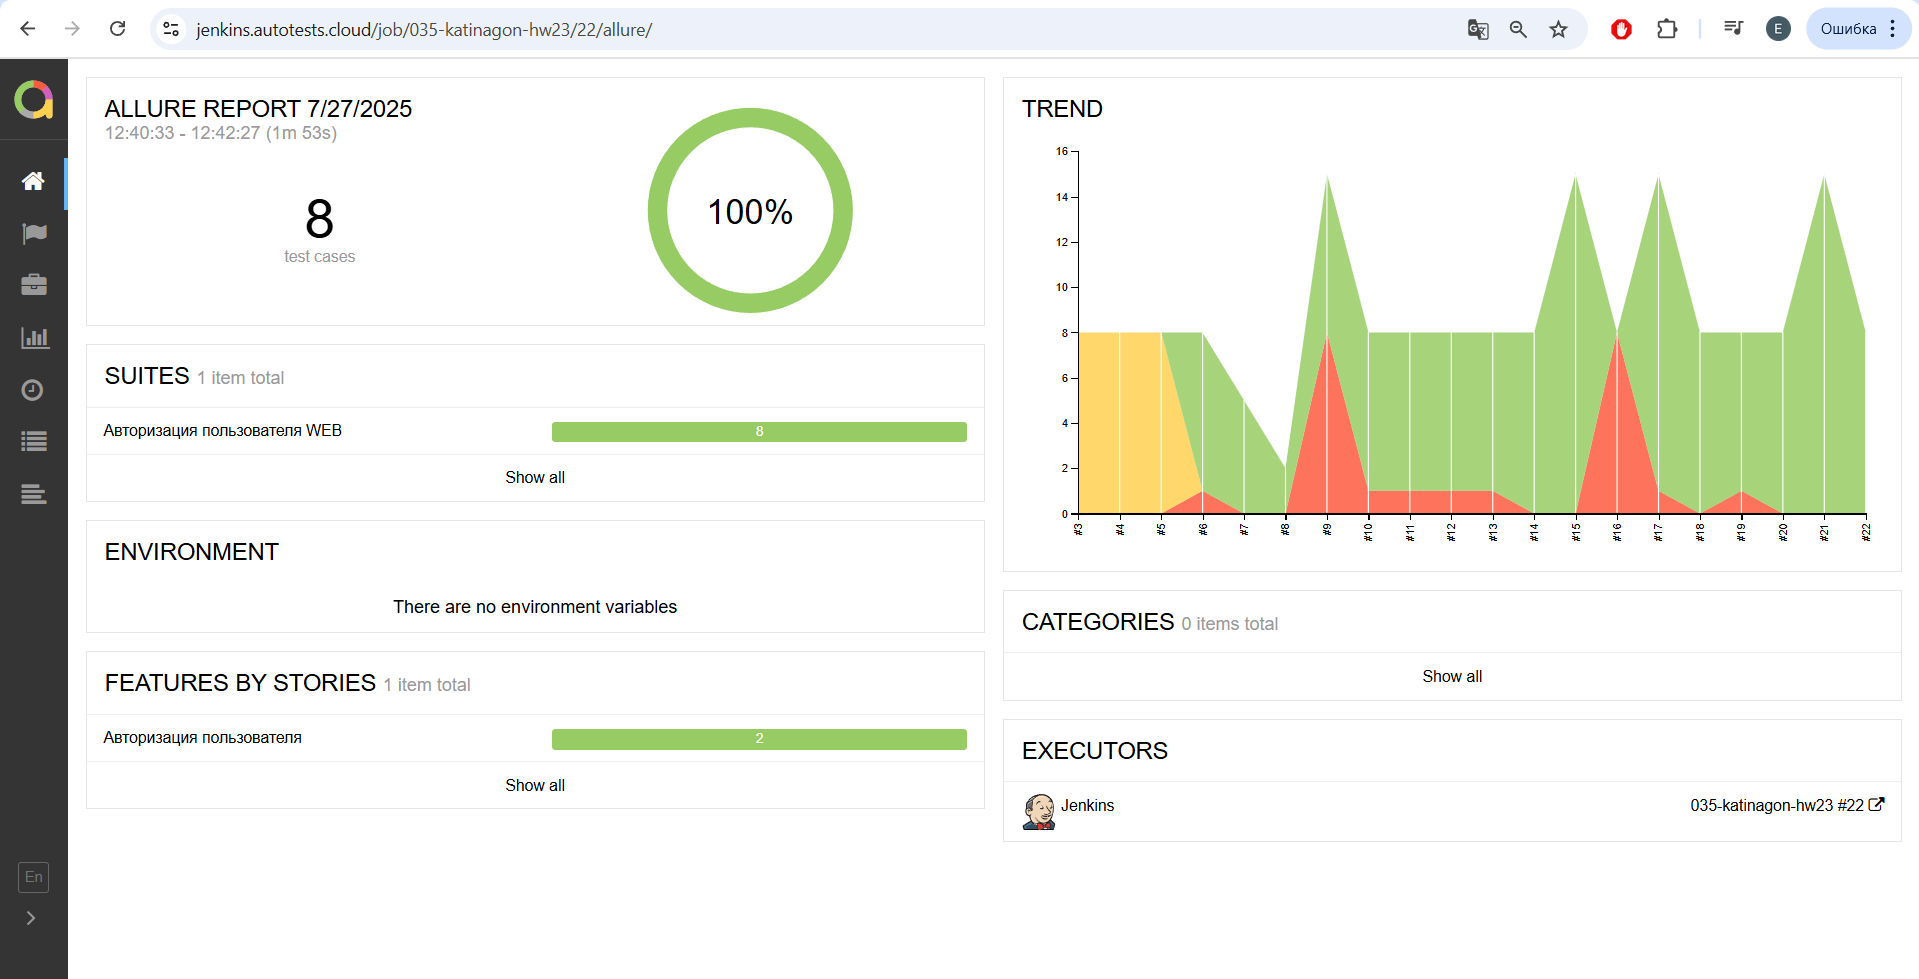 jenkins.autotests.cloud/job/035-katinagon-hw23/22/allure/
E
Ошибка
ALLURE REPORT 7/27/2025
12:40:33 - 12:42:27 (1m 53s)
8
test cases
100%
SUITES 1 item total
Авторизация пользователя WEB
8
Show all
ENVIRONMENT
There are no environment variables
FEATURES BY STORIES 1 item total
Авторизация пользователя
2
Show all
En
TREND
16
14
12
10
8
6
4
2
0
#3
#4
#5
#6
#7
#8
#9
#10
#11
#12
#13
#14
#15
#16
#17
#18
#19
#20
#21
#22
CATEGORIES 0 items total
Show all
EXECUTORS
Jenkins
035-katinagon-hw23 #22